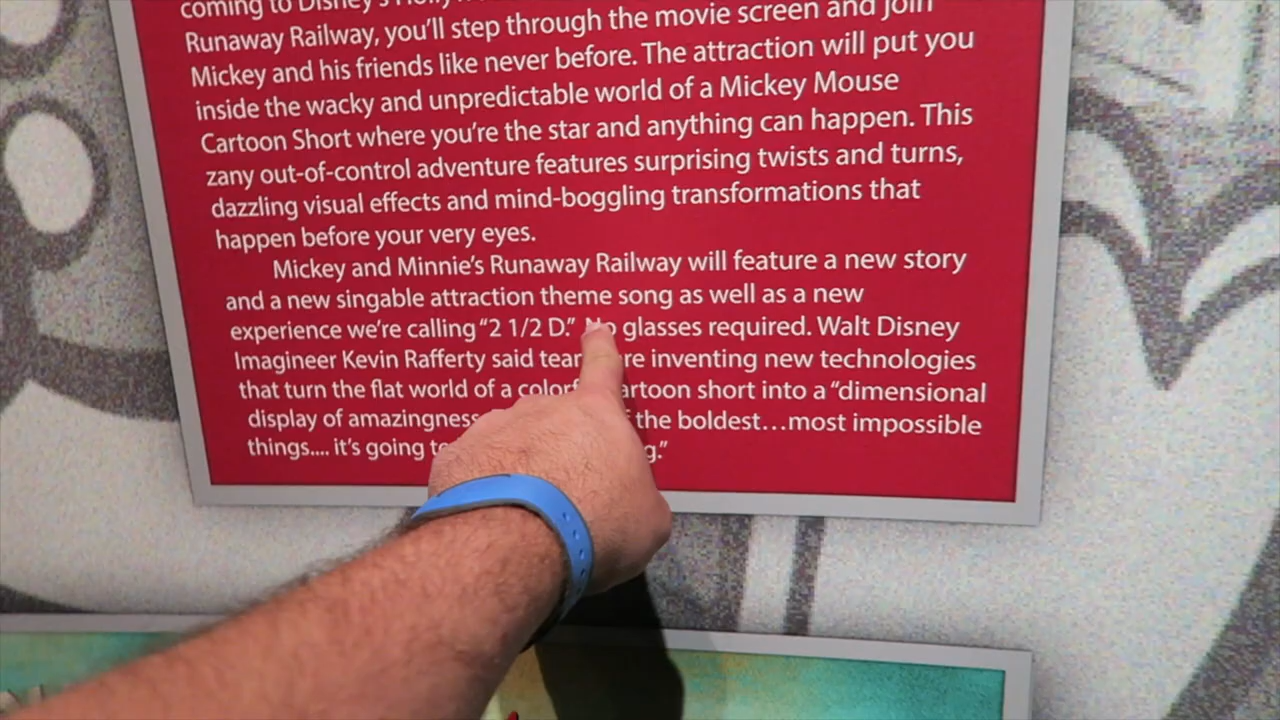 coming to Disney's
Runaway Railway, you'll step through the movie screen and join
Mickey and his friends like never before. The attraction will put you
inside the wacky and unpredictable world of a Mickey Mouse
Cartoon Short where you're the star and anything can happen. This
zany out-of-control adventure features surprising twists and turns,
dazzling visual effects and mind-boggling transformations that
happen before your very eyes.
Mickey and Minnie's Runaway Railway will feature a new story
and a new singable attraction theme song as well as a new
experience we're calling “2 1/2 D.” No glasses required. Walt Disney
Imagineer Kevin Rafferty said inventing new technologies
that turn the flat world of a cartoon short into a “dimensional
display of amazingness the boldest…most impossible
things.... it's going